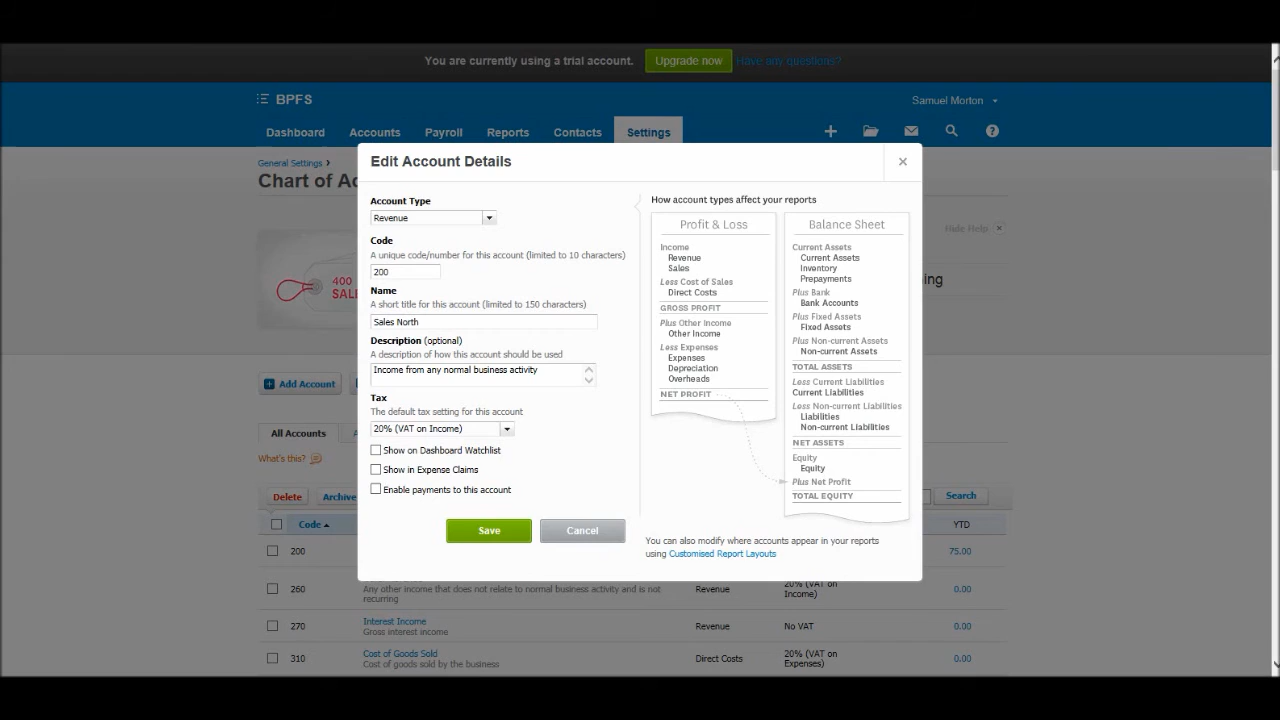 You are currently using a trial account. Upgrade now Have any questions?
BPFS
Samuel Morton
Dashboard Accounts Payroll Reports Contacts Settings
General Settings ›
Chart of Ac
Hide Help
400
SALE
ning
Add Account
All Accounts A
What's this?
Delete Archive Search
Code YTD
200 75.00
260 Any other income that does not relate to normal business activity and is not recurring Revenue 20% (VAT on Income) 0.00
270 Interest Income Revenue No VAT 0.00
Gross interest income
310 Cost of Goods Sold Direct Costs 20% (VAT on Expenses) 0.00
Cost of goods sold by the business
Edit Account Details
Account Type
Revenue
Code
A unique code/number for this account (limited to 10 characters)
200
Name
A short title for this account (limited to 150 characters)
Sales North
Description (optional)
A description of how this account should be used
Income from any normal business activity
Tax
The default tax setting for this account
20% (VAT on Income)
Show on Dashboard Watchlist
Show in Expense Claims
Enable payments to this account
Save Cancel
How account types affect your reports
Profit & Loss
Income
Revenue
Sales
Less Cost of Sales
Direct Costs
GROSS PROFIT
Plus Other Income
Other Income
Less Expenses
Expenses
Depreciation
Overheads
NET PROFIT
Balance Sheet
Current Assets
Current Assets
Inventory
Prepayments
Plus Bank
Bank Accounts
Plus Fixed Assets
Fixed Assets
Plus Non-current Assets
Non-current Assets
TOTAL ASSETS
Less Current Liabilities
Current Liabilities
Less Non-current Liabilities
Liabilities
Non-current Liabilities
NET ASSETS
Equity
Equity
Plus Net Profit
TOTAL EQUITY
You can also modify where accounts appear in your reports
using Customised Report Layouts